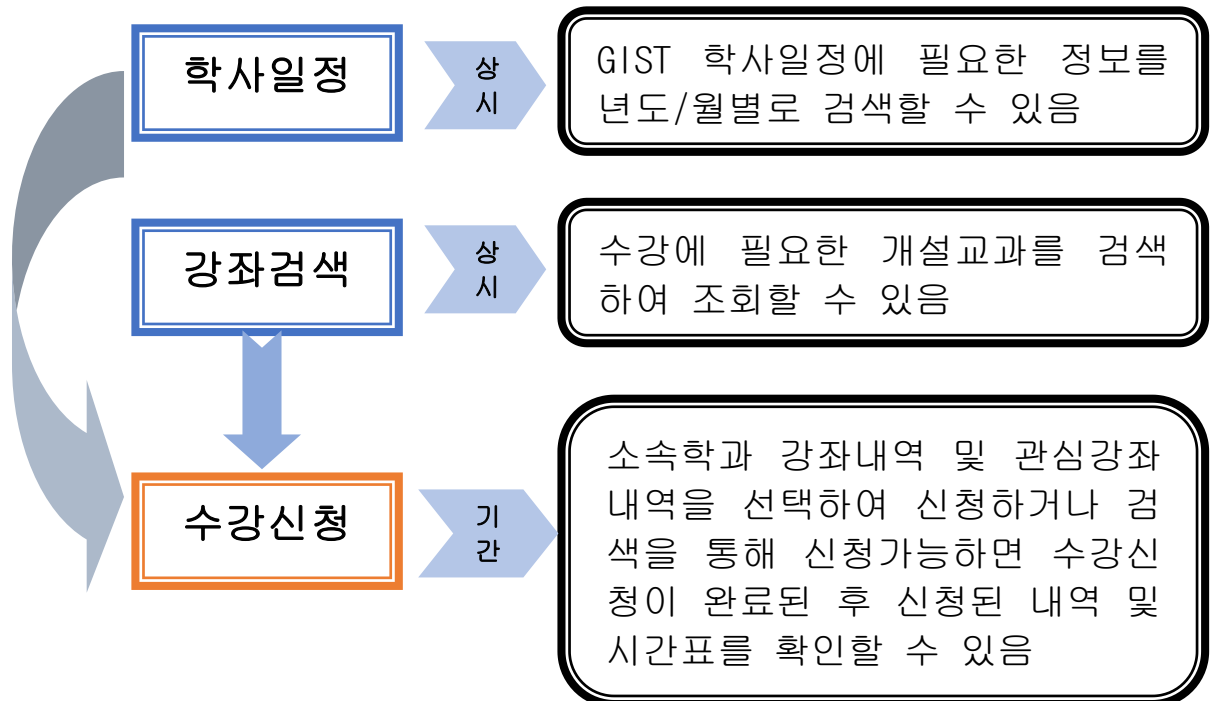 학사일정
상
시
GIST 학사일정에 필요한 정보를
년도/월별로 검색할 수 있음
강좌검색
상
시
수강에 필요한 개설교과를 검색
하여 조회할 수 있음
수강신청
기
간
소속학과 강좌내역 및 관심강좌
내역을 선택하여 신청하거나 검
색을 통해 신청가능하면 수강신
청이 완료된 후 신청된 내역 및
시간표를 확인할 수 있음